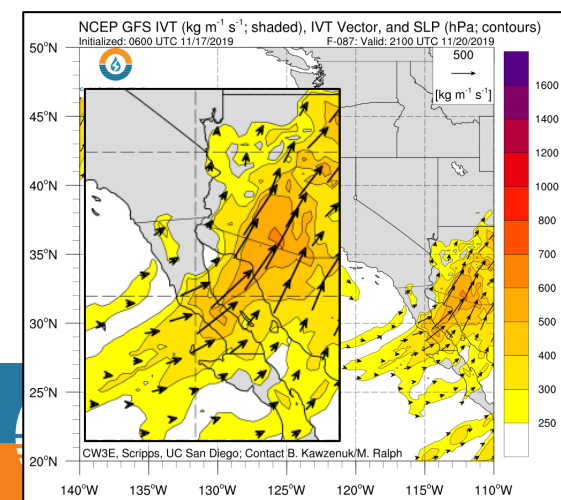 NCEP GFS IVT (kg m⁻¹ s⁻¹; shaded), IVT Vector, and SLP (hPa; contours)
Initialized: 0600 UTC 11/17/2019 F-087: Valid: 2100 UTC 11/20/2019
50°N
500
[kg m⁻¹ s⁻¹]
1600
45°N
1400
1200
40°N
1000
800
35°N
700
600
30°N
500
400
25°N
300
250
CW3E, Scripps, UC San Diego; Contact B. Kawzenuk/M. Ralph
20°N
140°W 135°W 130°W 125°W 120°W 115°W 110°W